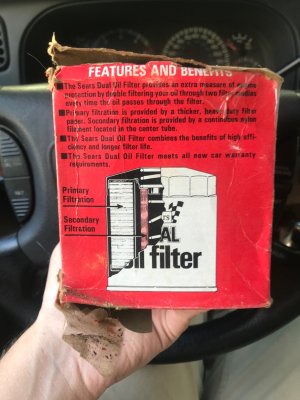 FEATURES AND BENEFITS
The Sears Dual Oil Filter provides an extra measure of engine
protection by double filtering your oil through two filter medias
every time the oil passes through the filter.
Primary filtration is provided by a thicker, heavy duty filter
paper. Secondary filtration is provided by a continuous nylon
filament located in the center tube.
The Sears Dual Oil Filter combines the benefits of high effi-
ciency and longer filter life.
The Sears Dual Oil Filter meets all new car warranty
requirements.
Primary
Filtration
Secondary
Filtration
AL
oil filter